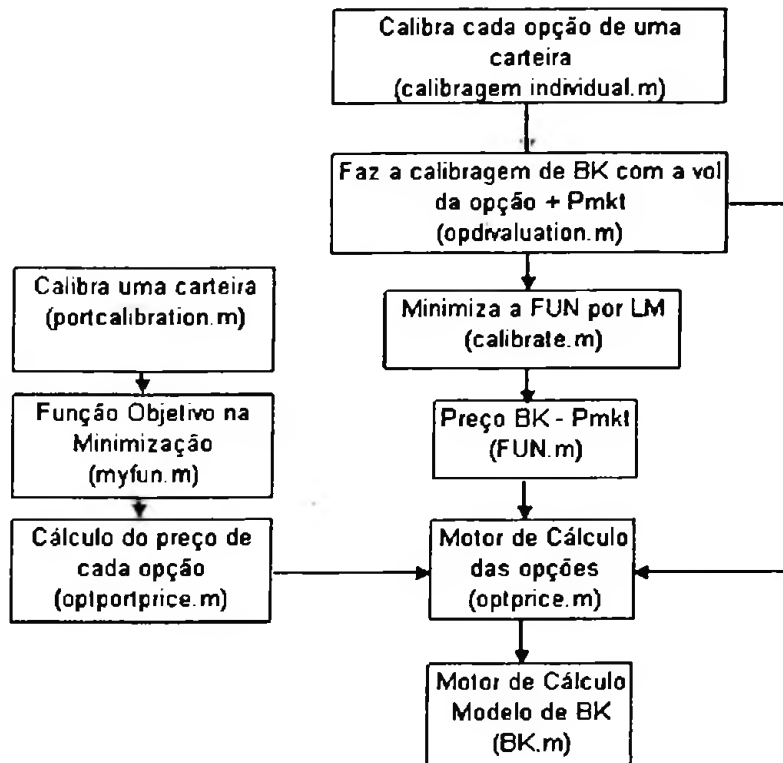 Calibra cada opção de uma
carteira
(calibragem individual.m)
Faz a calibragem de BK com a vol
da opção + Pmkt
(opdivaluation.m)
Calibra uma carteira
(portcalibration.m)
Minimiza a FUN por LM
(calibrate.m)
Função Objetivo na
Minimização
(myfun.m)
Preço BK - Pmkt
(FUN.m)
Cálculo do preço de
cada opção
(optportprice.m)
Motor de Cálculo
das opções
(optprice.m)
Motor de Cálculo
Modelo de BK
(BK.m)